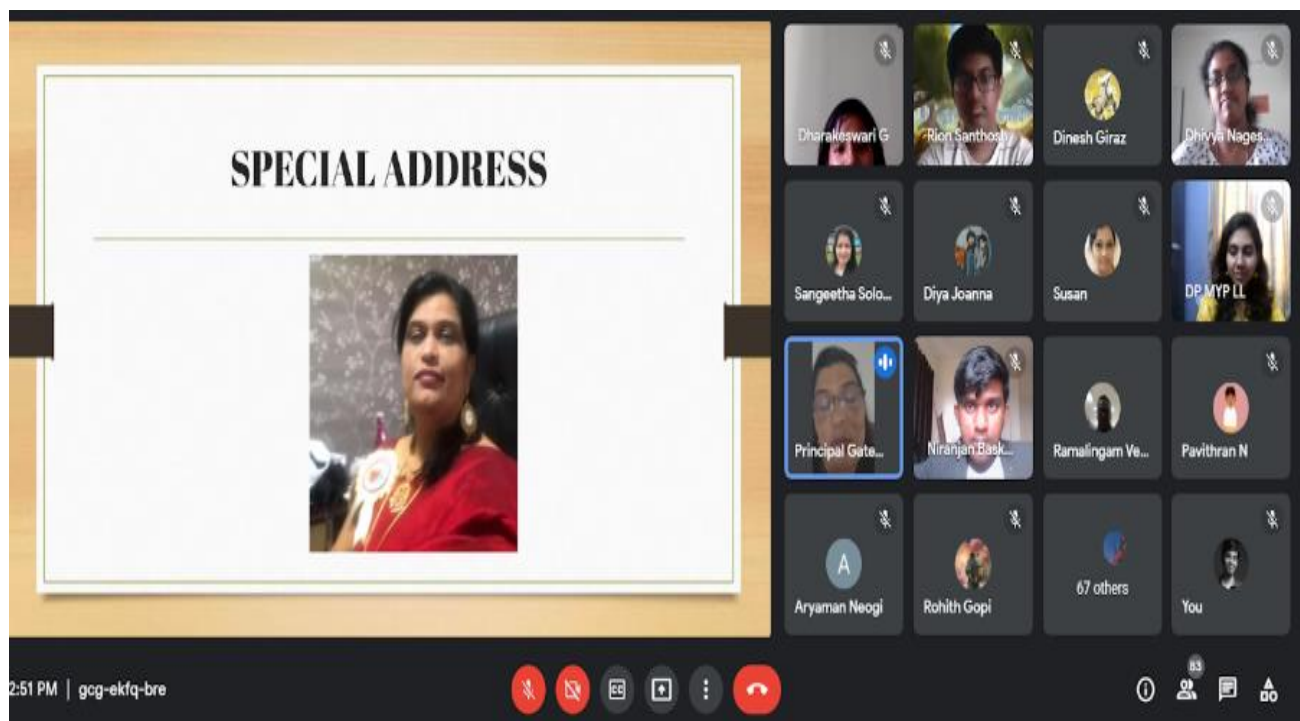 SPECIAL ADDRESS
Dharakeswari G
Rion Santhosh
Dinesh Giraz
Dhivya Nages...
Sangeetha Solo...
Diya Joanna
Susan
DP MYP LL
Principal Gate...
Niranjan Bask...
Ramalingam Ve...
Pavithran N
A
Aryaman Neogi
Rohith Gopi
67 others
You
2:51 PM | gcg-ekfq-bre
CC
83